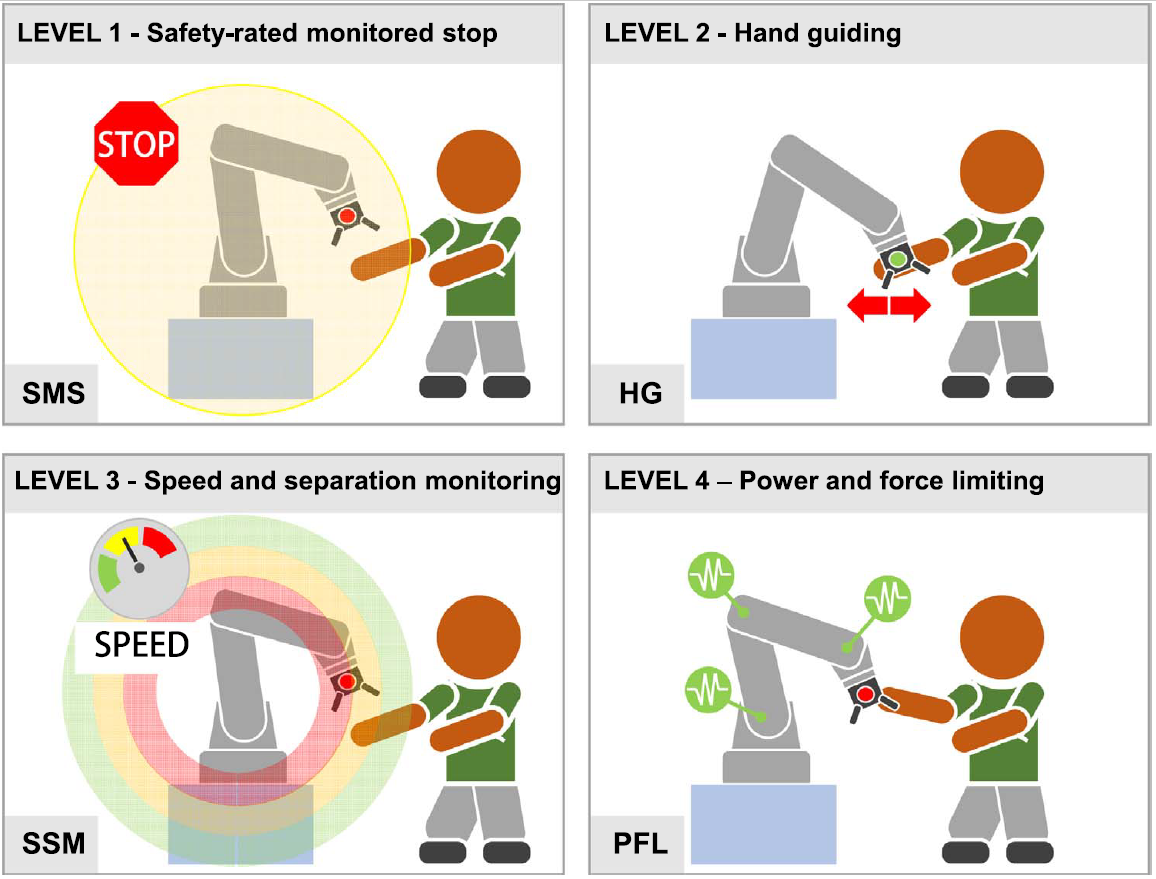 LEVEL 1 - Safety-rated monitored stop
STOP
SMS
LEVEL 2 - Hand guiding
HG
LEVEL 3 - Speed and separation monitoring
SPEED
SSM
LEVEL 4 – Power and force limiting
PFL